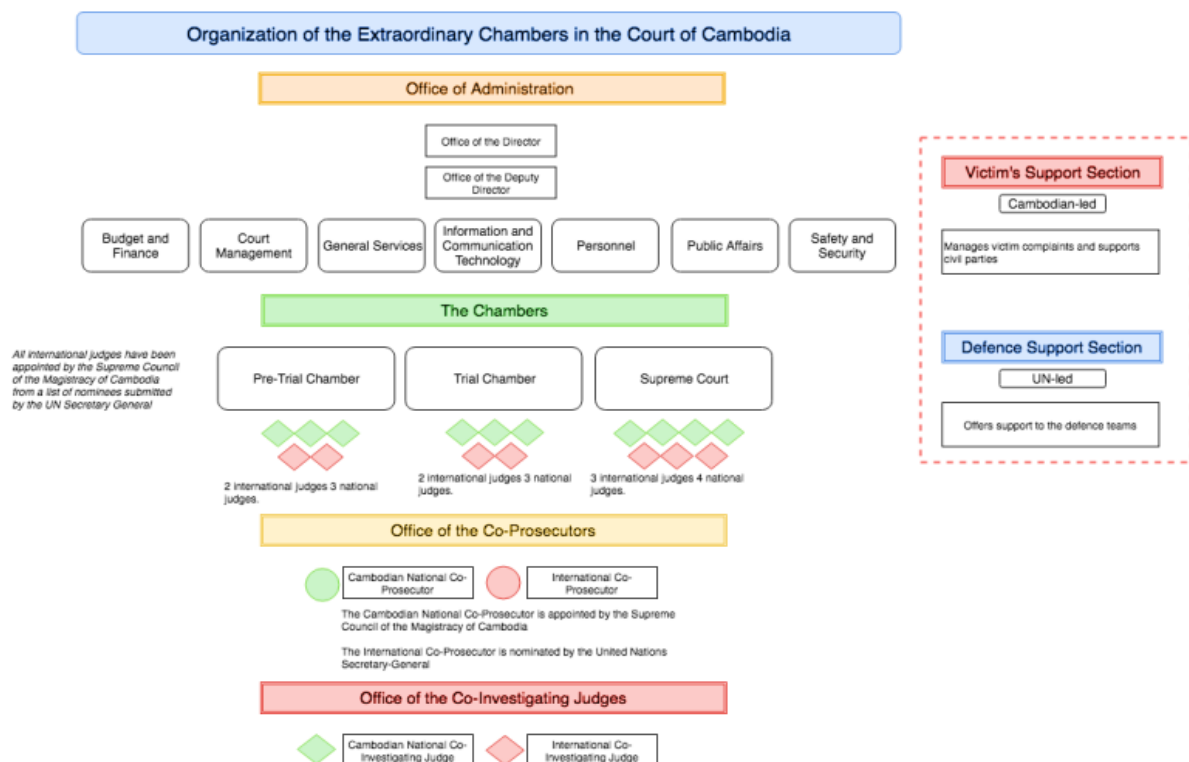 Organization of the Extraordinary Chambers in the Court of Cambodia
Office of Administration
Office of the Director
Office of the Deputy
Director
Budget and
Finance
Court
Management
General Services
Information and
Communication
Technology
Personnel
Public Affairs
Safety and
Security
The Chambers
All international judges have been
appointed by the Supreme Council
of the Magistracy of Cambodia
from a list of nominees submitted
by the UN Secretary General
Pre-Trial Chamber
Trial Chamber
Supreme Court
2 international judges 3 national
judges.
2 international judges 3 national
judges.
3 international judges 4 national
judges.
Office of the Co-Prosecutors
Cambodian National Co-
Prosecutor
International Co-
Prosecutor
The Cambodian National Co-Prosecutor is appointed by the Supreme
Council of the Magistracy of Cambodia
The International Co-Prosecutor is nominated by the United Nations
Secretary-General
Office of the Co-Investigating Judges
Cambodian National Co-
Investigating Judge
International Co-
Investigating Judge
Victim's Support Section
Cambodian-led
Manages victim complaints and supports
civil parties
Defence Support Section
UN-led
Offers support to the defence teams